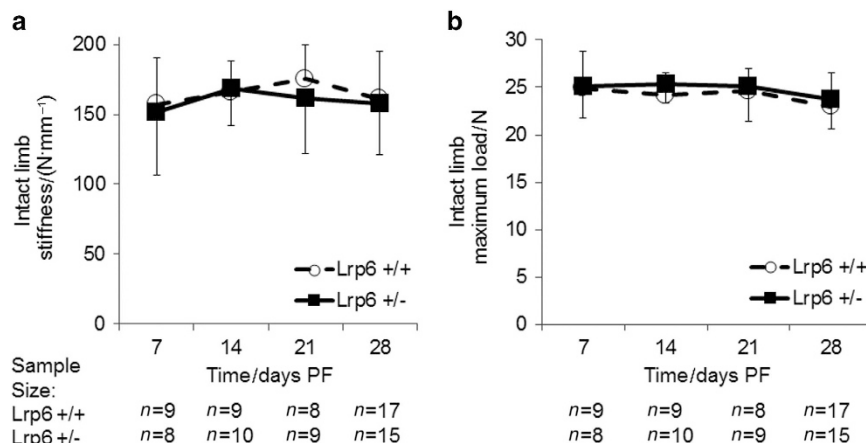 a
Intact limb
stiffness/(N·mm⁻¹)
200
150
100
50
0
Lrp6 +/+
Lrp6 +/-
7 14 21 28
Time/days PF
Sample
Size:
Lrp6 +/+ n=9 n=9 n=8 n=17
Lrp6 +/- n=8 n=10 n=9 n=15
b
Intact limb
maximum load/N
30
25
20
15
10
5
0
Lrp6 +/+
Lrp6 +/-
7 14 21 28
Time/days PF
n=9 n=9 n=8 n=17
n=8 n=10 n=9 n=15